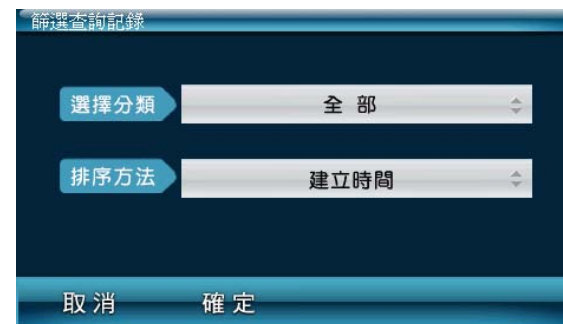 篩選查詢記錄
選擇分類 全 部
排序方法 建立時間
取消 確定